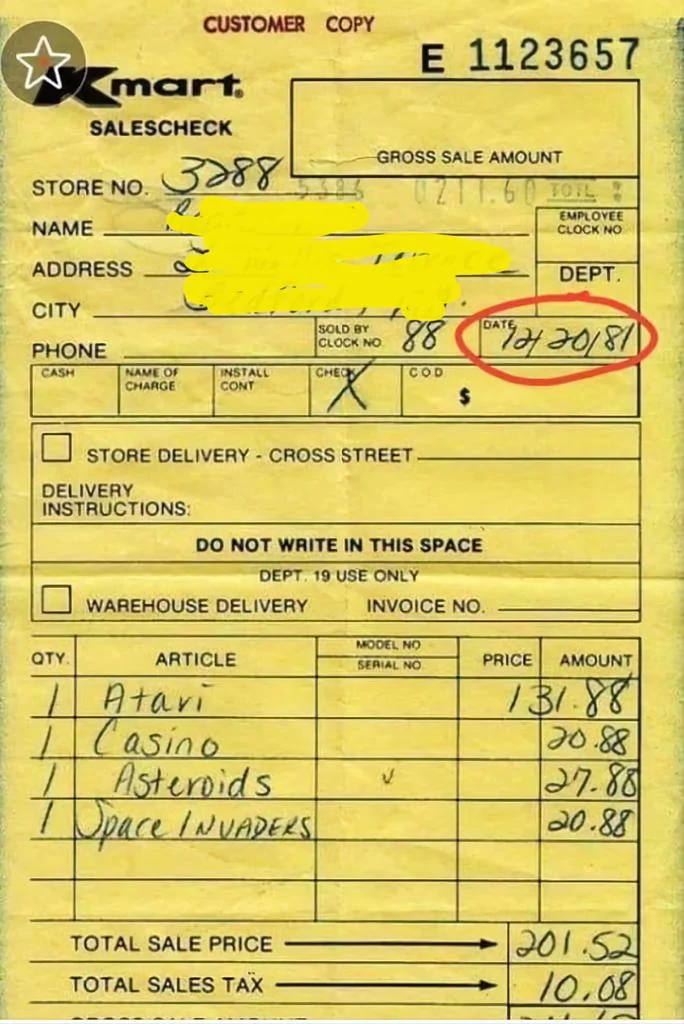 CUSTOMER COPY
E 1123657
Kmart
SALESCHECK
GROSS SALE AMOUNT
STORE NO. 3288
5386 0211.60 TOTL
NAME
EMPLOYEE
CLOCK NO
ADDRESS
DEPT.
CITY
PHONE
SOLD BY
CLOCK NO. 88
DATE 12/20/81
CASH NAME OF CHARGE INSTALL CONT CHECK X C O D $
STORE DELIVERY - CROSS STREET
DELIVERY
INSTRUCTIONS:
DO NOT WRITE IN THIS SPACE
DEPT. 19 USE ONLY
WAREHOUSE DELIVERY INVOICE NO.
QTY. ARTICLE MODEL NO SERIAL NO. PRICE AMOUNT
1 Atari 131.88
1 Casino 20.88
1 Asteroids 27.88
1 Space INVADERS 20.88
TOTAL SALE PRICE 201.52
TOTAL SALES TAX 10.08